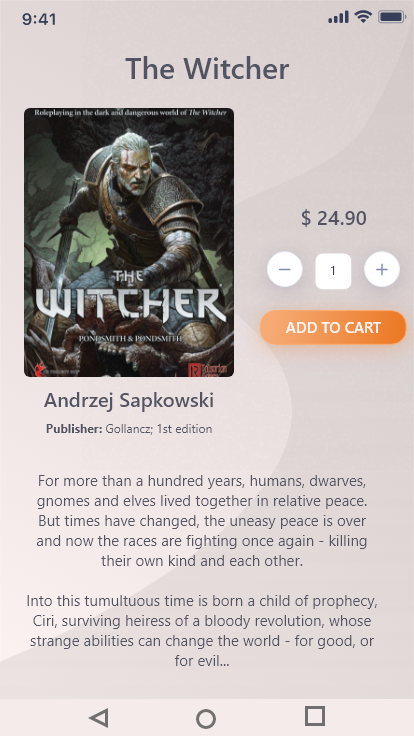 9:41
The Witcher
Roleplaying in the dark and dangerous world of The Witcher
THE
WITCHER
PONDSMITH & PONDSMITH
$ 24.90
1
ADD TO CART
Andrzej Sapkowski
Publisher: Gollancz; 1st edition
For more than a hundred years, humans, dwarves,
gnomes and elves lived together in relative peace.
But times have changed, the uneasy peace is over
and now the races are fighting once again - killing
their own kind and each other.
Into this tumultuous time is born a child of prophecy,
Ciri, surviving heiress of a bloody revolution, whose
strange abilities can change the world - for good, or
for evil...